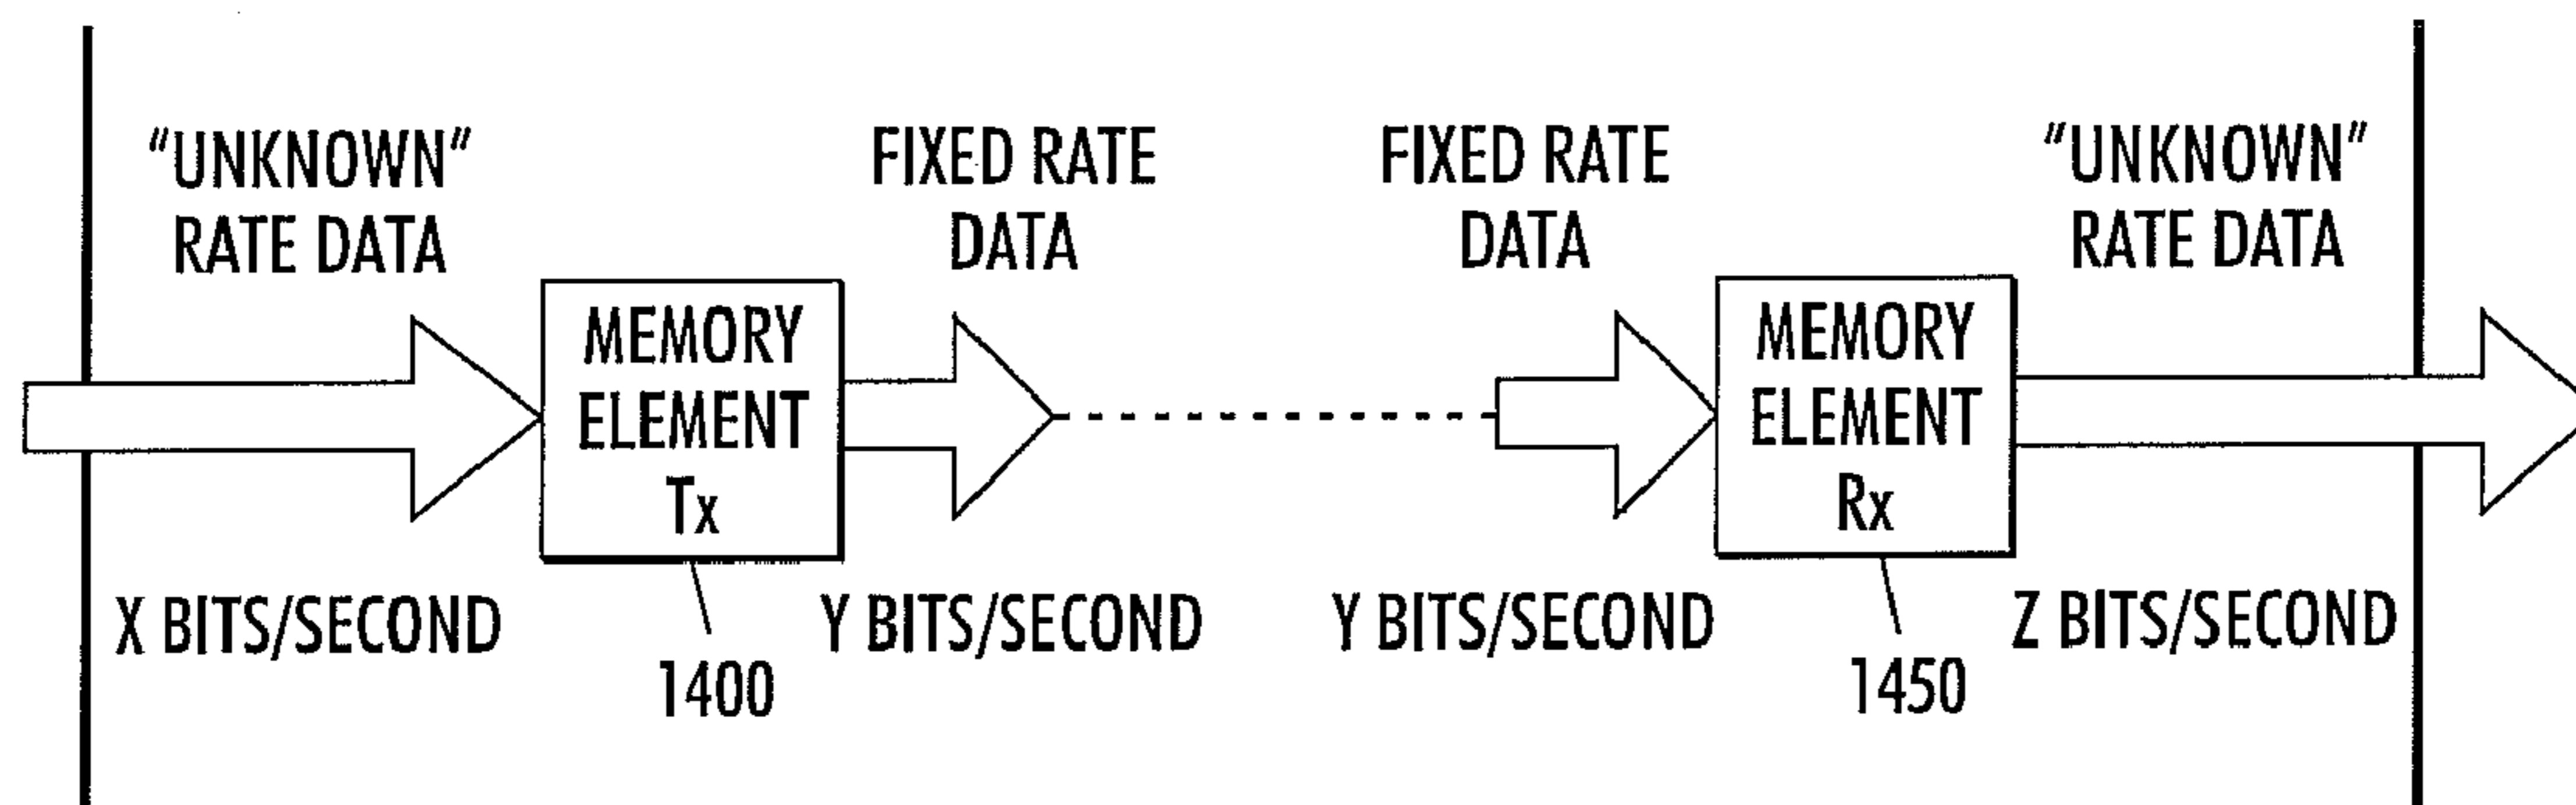 "UNKNOWN"
RATE DATA
FIXED RATE
DATA
FIXED RATE
DATA
"UNKNOWN"
RATE DATA
MEMORY
ELEMENT
Tx
MEMORY
ELEMENT
Rx
X BITS/SECOND
Y BITS/SECOND
Y BITS/SECOND
Z BITS/SECOND
1400
1450